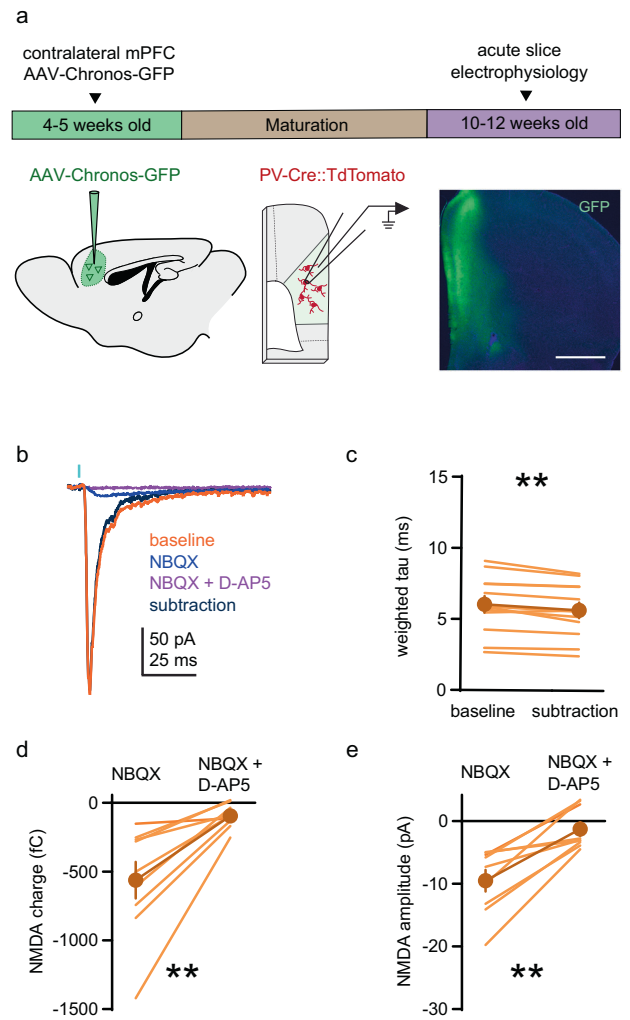 a
contralateral mPFC
AAV-Chronos-GFP
acute slice
electrophysiology
4-5 weeks old
Maturation
10-12 weeks old
AAV-Chronos-GFP
PV-Cre::TdTomato
GFP
b
baseline
NBQX
NBQX + D-AP5
subtraction
50 pA
25 ms
c
**
15
10
5
0
weighted tau (ms)
baseline
subtraction
d
NBQX
NBQX +
D-AP5
0
-500
-1000
-1500
NMDA charge (fC)
**
e
NBQX
NBQX +
D-AP5
0
-10
-20
-30
NMDA amplitude (pA)
**